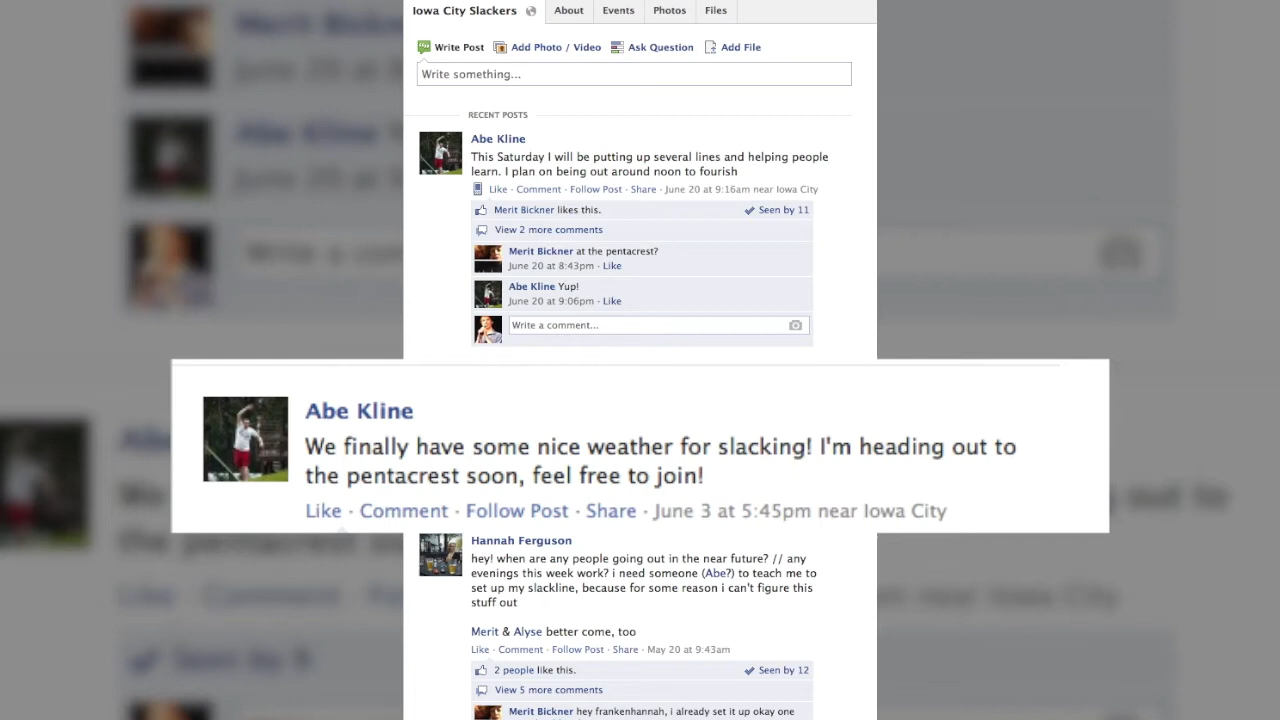 Iowa City Slackers
About
Events
Photos
Files
Write Post
Add Photo / Video
Ask Question
Add File
Write something...
RECENT POSTS
Abe Kline
This Saturday I will be putting up several lines and helping people
learn. I plan on being out around noon to fourish
Like · Comment · Follow Post · Share · June 20 at 9:16am near Iowa City
Merit Bickner likes this.
Seen by 11
View 2 more comments
Merit Bickner at the pentacrest?
June 20 at 8:43pm · Like
Abe Kline Yup!
June 20 at 9:06pm · Like
Write a comment...
Abe Kline
We finally have some nice weather for slacking! I'm heading out to
the pentacrest soon, feel free to join!
Like · Comment · Follow Post · Share · June 3 at 5:45pm near Iowa City
Hannah Ferguson
hey! when are any people going out in the near future? // any
evenings this week work? i need someone (Abe?) to teach me to
set up my slackline, because for some reason i can't figure this
stuff out
Merit & Alyse better come, too
Like · Comment · Follow Post · Share · May 20 at 9:43am
2 people like this.
Seen by 12
View 5 more comments
Merit Bickner hey frankenhannah, i already set it up okay one